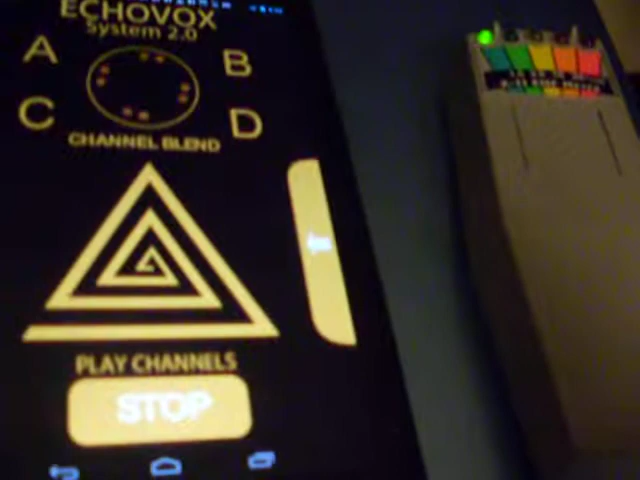 ECHOVOX
System 2.0
A
B
C
D
CHANNEL BLEND
PLAY CHANNELS
STOP